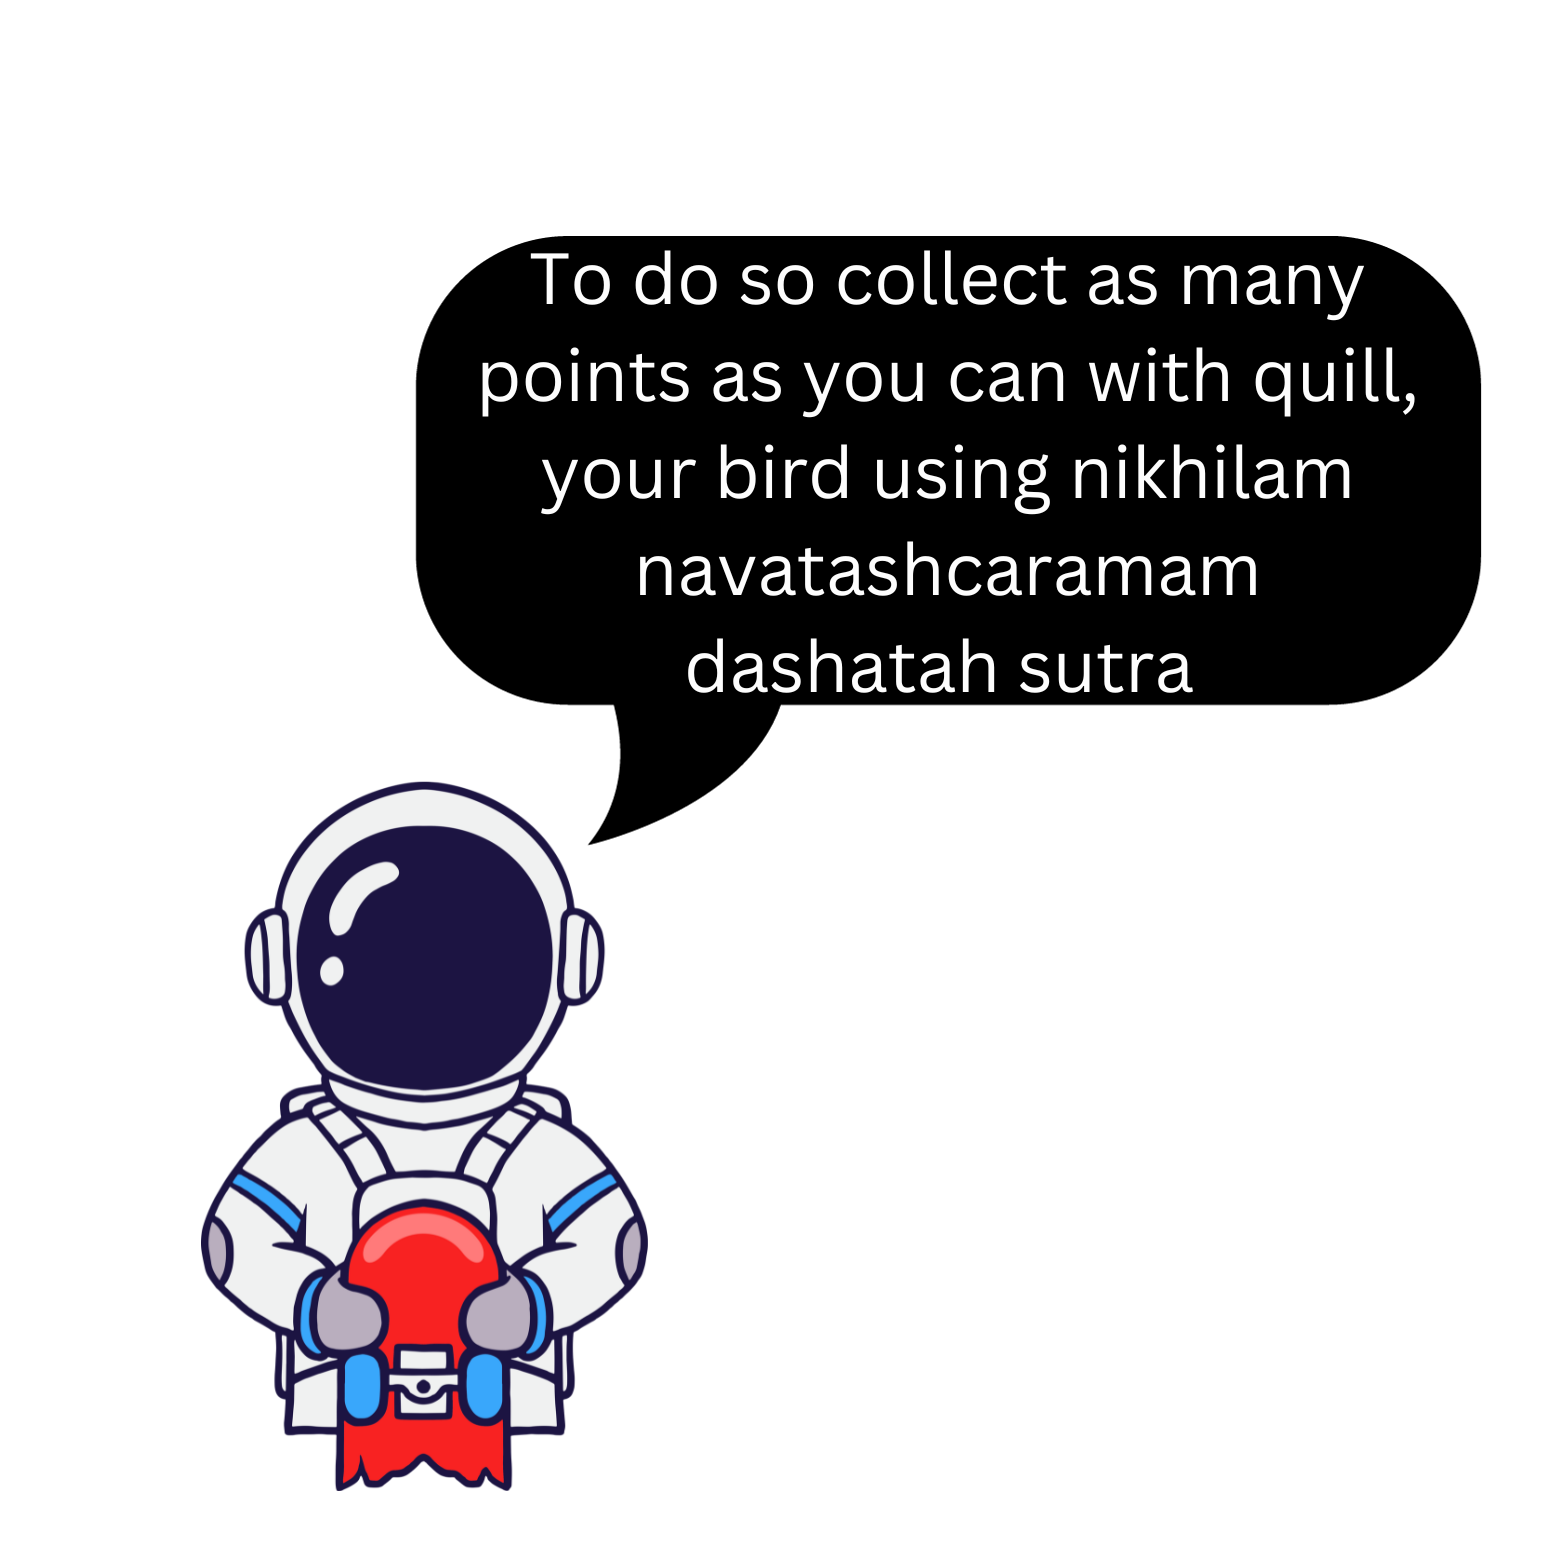 To do so collect as many
points as you can with quill,
your bird using nikhilam
navatashcaramam
dashatah sutra